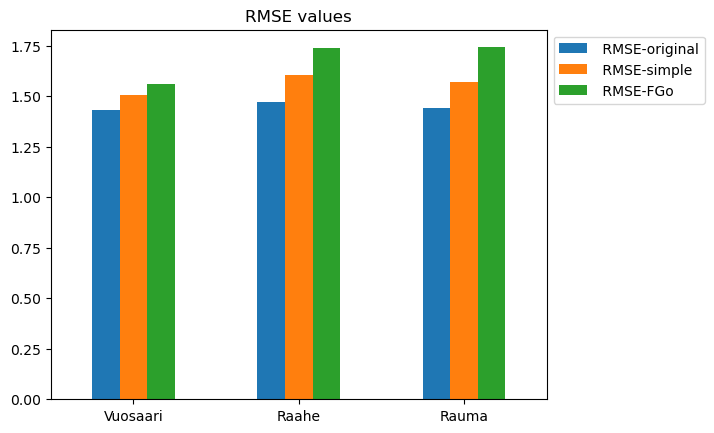 RMSE values
1.75
1.50
1.25
1.00
0.75
0.50
0.25
0.00
Vuosaari Raahe Rauma
RMSE-original
RMSE-simple
RMSE-FGo